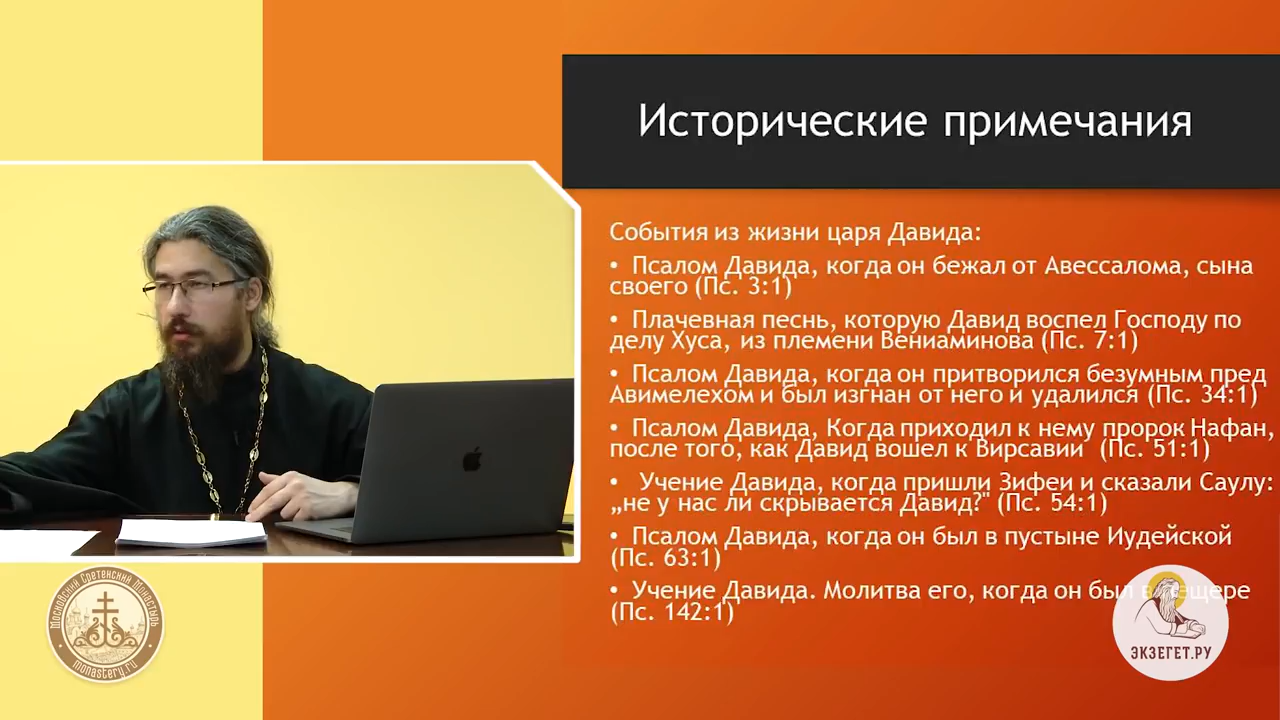 Исторические примечания
События из жизни царя Давида:
• Псалом Давида, когда он бежал от Авессалома, сына
своего (Пс. 3:1)
• Плачевная песнь, которую Давид воспел Господу по
делу Хуса, из племени Вениаминова (Пс. 7:1)
• Псалом Давида, когда он притворился безумным пред
Авимелехом и был изгнан от него и удалился (Пс. 34:1)
• Псалом Давида, Когда приходил к нему пророк Нафан,
после того, как Давид вошел к Вирсавии (Пс. 51:1)
• Учение Давида, когда пришли Зифеи и сказали Саулу:
„не у нас ли скрывается Давид?" (Пс. 54:1)
• Псалом Давида, когда он был в пустыне Иудейской
(Пс. 63:1)
• Учение Давида. Молитва его, когда он был в пещере
(Пс. 142:1)
Московский Сретенский Монастырь
monastery.ru
ЭКЗЕГЕТ.РУ